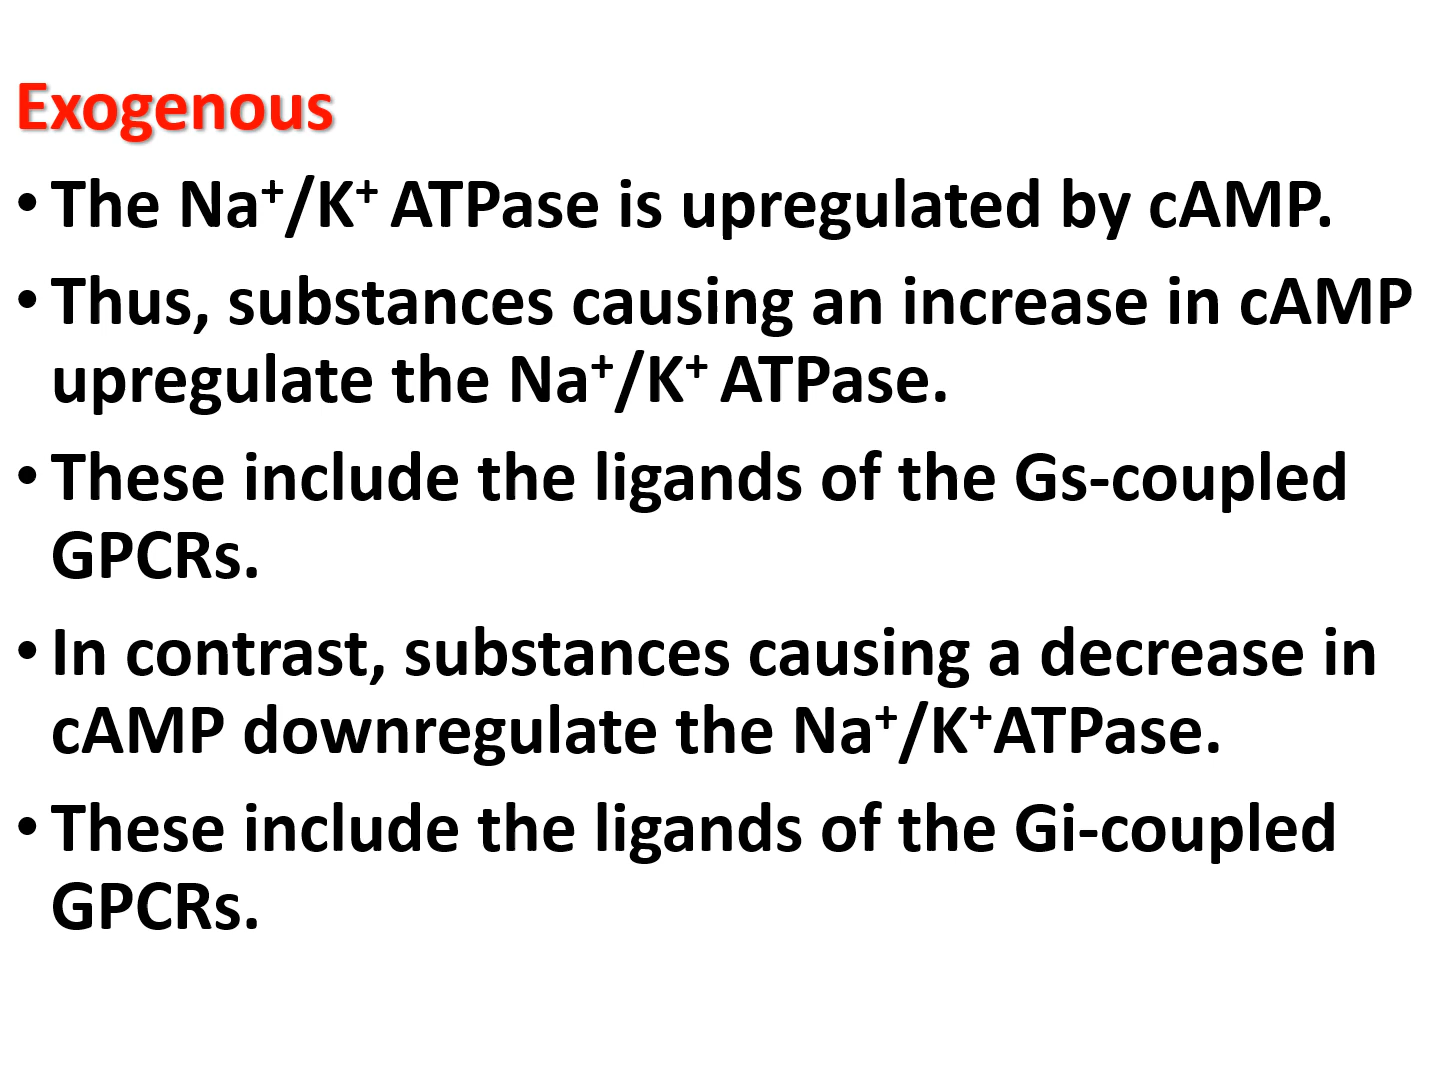 Exogenous
• The Na⁺/K⁺ ATPase is upregulated by cAMP.
• Thus, substances causing an increase in cAMP
upregulate the Na⁺/K⁺ ATPase.
• These include the ligands of the Gs-coupled
GPCRs.
• In contrast, substances causing a decrease in
cAMP downregulate the Na⁺/K⁺ATPase.
• These include the ligands of the Gi-coupled
GPCRs.